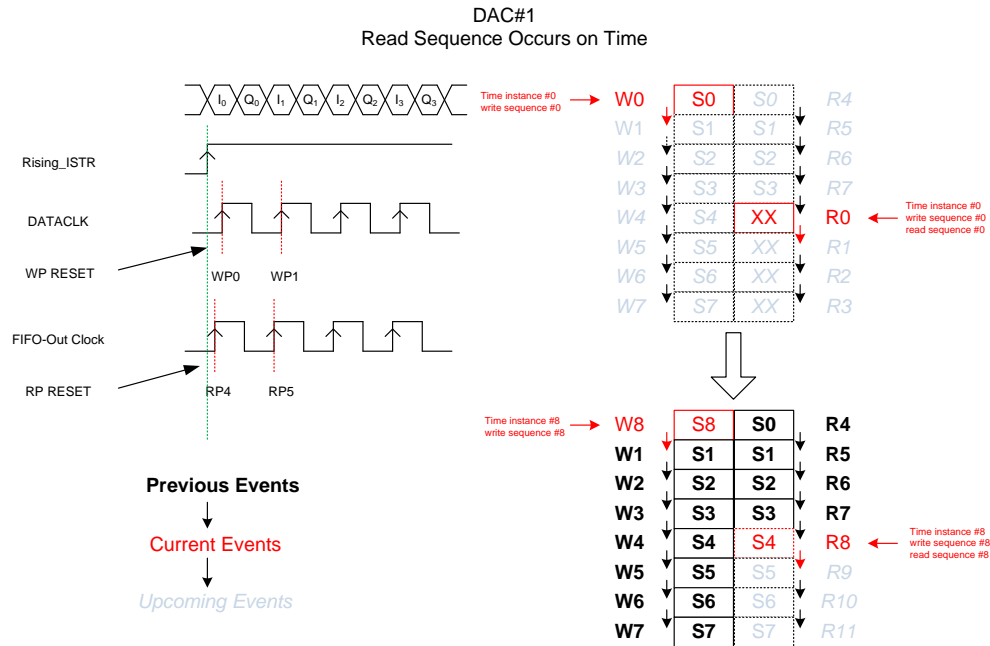 DAC#1
Read Sequence Occurs on Time
I0 Q0 I1 Q1 I2 Q2 I3 Q3
Rising_ISTR
DATACLK
WP RESET
WP0 WP1
FIFO-Out Clock
RP RESET
RP4 RP5
Previous Events
Current Events
Upcoming Events
Time instance #0
write sequence #0
W0 S0 S0 R4
W1 S1 S1 R5
W2 S2 S2 R6
W3 S3 S3 R7
W4 S4 XX R0
W5 S5 XX R1
W6 S6 XX R2
W7 S7 XX R3
Time instance #0
write sequence #0
read sequence #0
Time instance #8
write sequence #8
W8 S8 S0 R4
W1 S1 S1 R5
W2 S2 S2 R6
W3 S3 S3 R7
W4 S4 S4 R8
W5 S5 S5 R9
W6 S6 S6 R10
W7 S7 S7 R11
Time instance #8
write sequence #8
read sequence #8